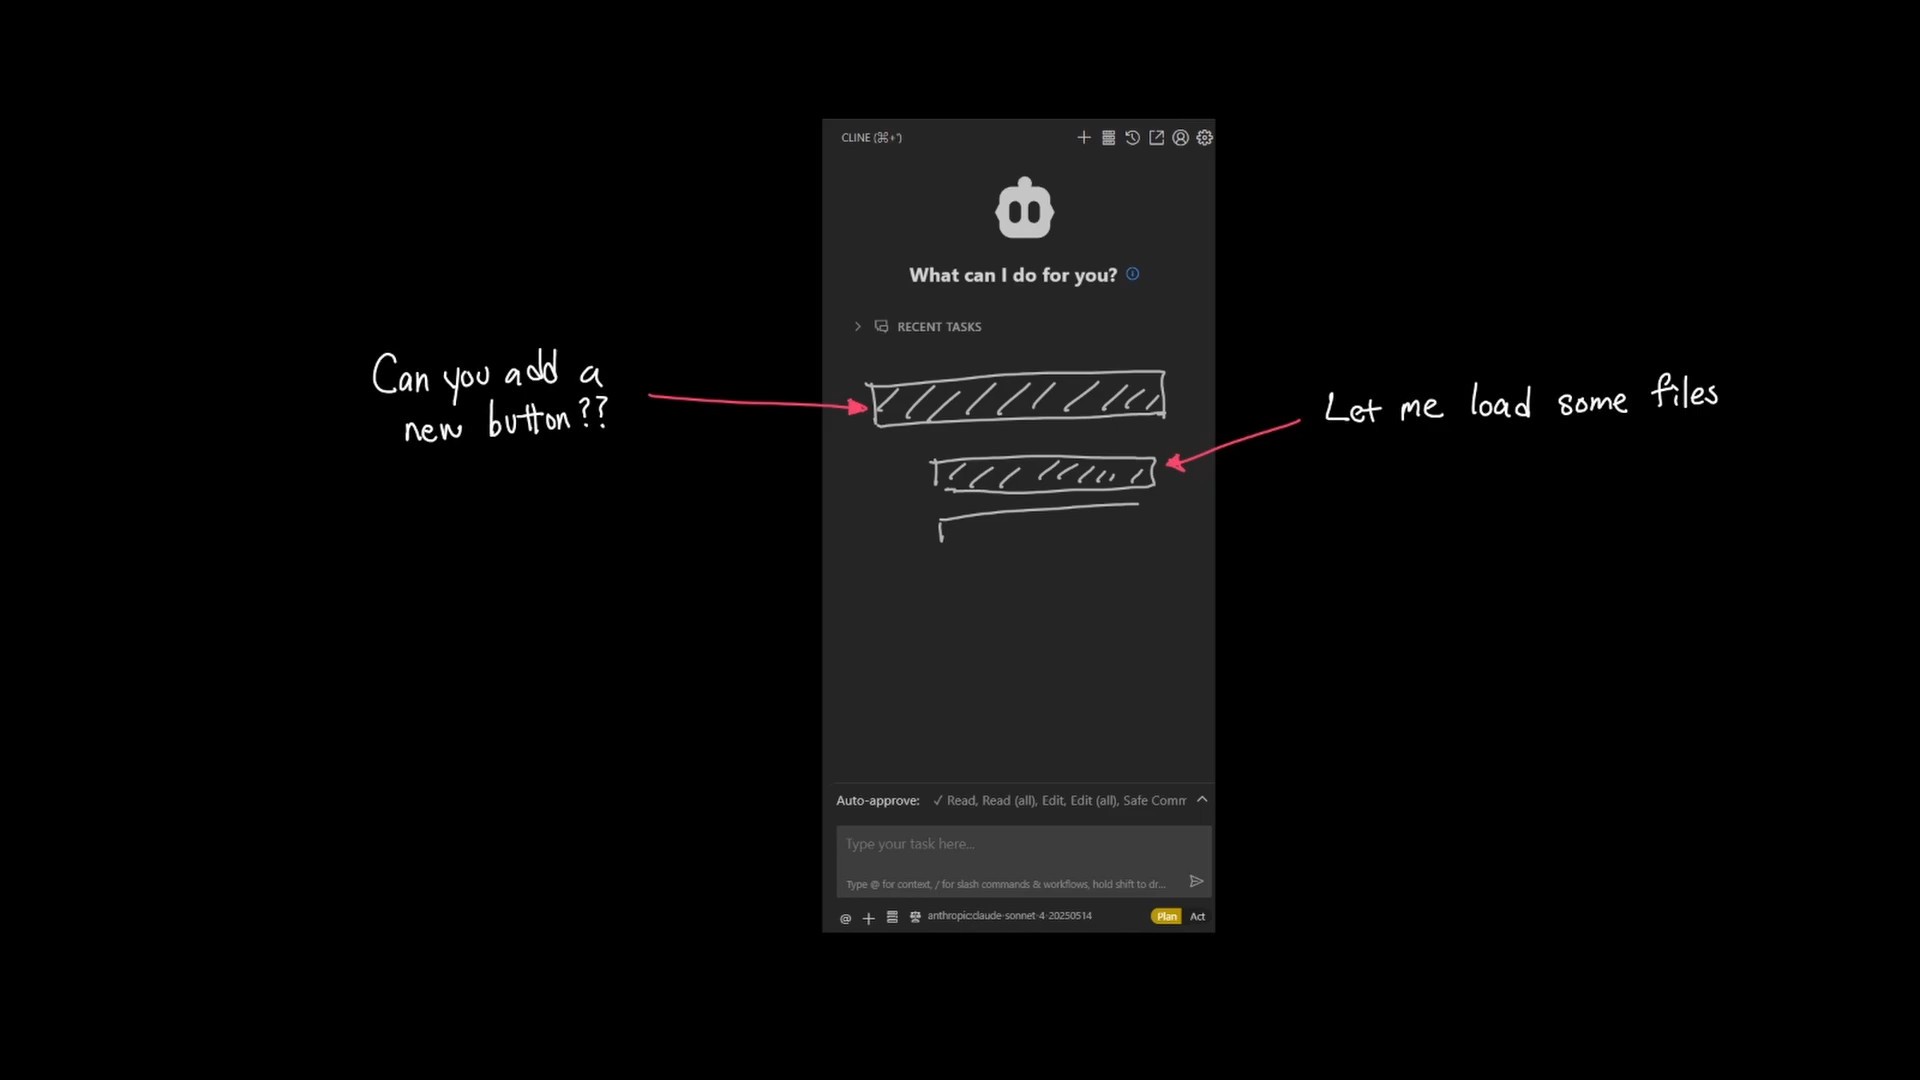 CLINE (⌘+')
What can I do for you?
RECENT TASKS
Can you add a
new button??
Let me load some files
Auto-approve: ✓ Read, Read (all), Edit, Edit (all), Safe Comm
Type your task here...
Type @ for context, / for slash commands & workflows, hold shift to dr...
@ anthropic:claude-sonnet-4-20250514 Plan Act